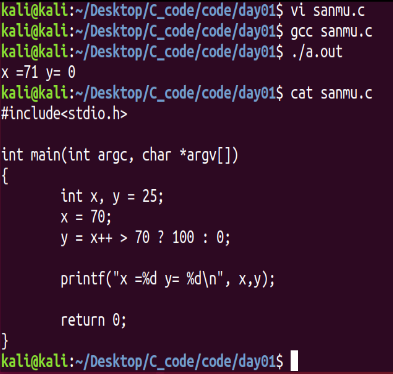 kali@kali:~/Desktop/C_code/code/day01$ vi sanmu.c
kali@kali:~/Desktop/C_code/code/day01$ gcc sanmu.c
kali@kali:~/Desktop/C_code/code/day01$ ./a.out
x =71 y= 0
kali@kali:~/Desktop/C_code/code/day01$ cat sanmu.c
#include<stdio.h>
int main(int argc, char *argv[])
{
int x, y = 25;
x = 70;
y = x++ > 70 ? 100 : 0;
printf("x =%d y= %d\n", x,y);
return 0;
}
kali@kali:~/Desktop/C_code/code/day01$